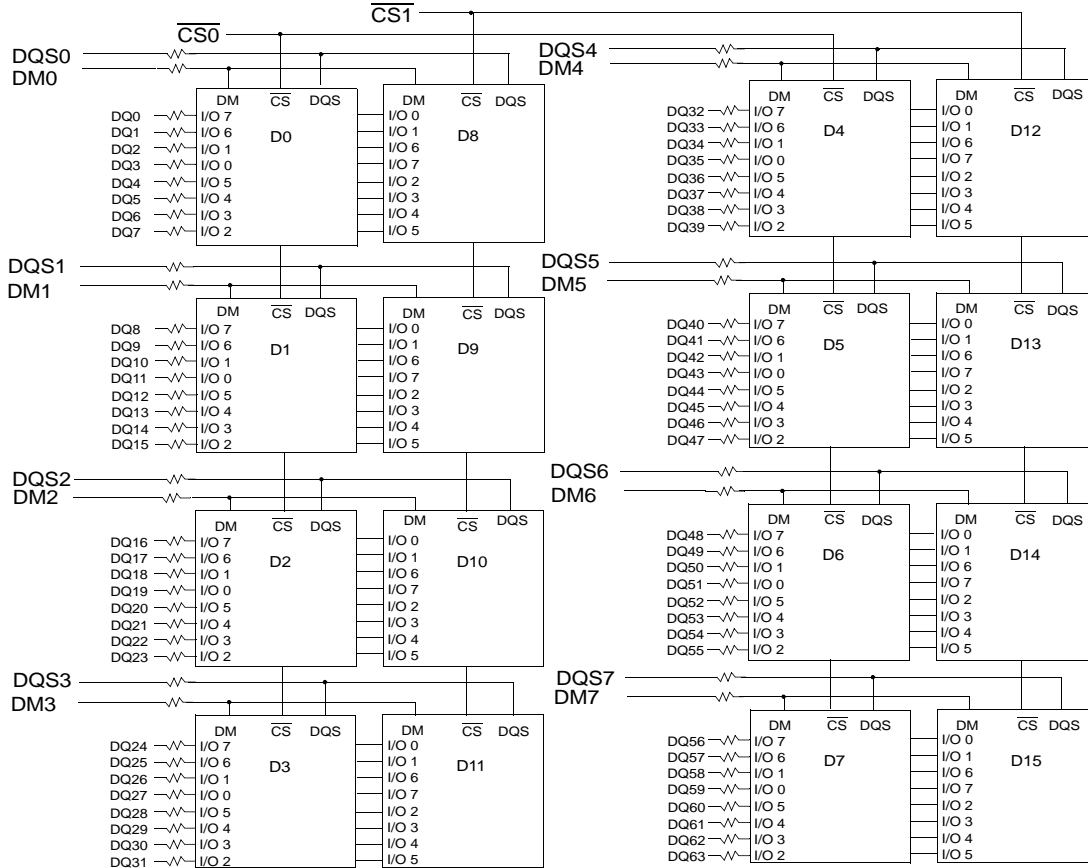 CS1
CS0
DQS0
DM0
DM CS DQS DM CS DQS
D0 D8
DQ0 I/O 7 I/O 0
DQ1 I/O 6 I/O 1
DQ2 I/O 1 I/O 6
DQ3 I/O 0 I/O 7
DQ4 I/O 5 I/O 2
DQ5 I/O 4 I/O 3
DQ6 I/O 3 I/O 4
DQ7 I/O 2 I/O 5
DQS1
DM1
DM CS DQS DM CS DQS
D1 D9
DQ8 I/O 7 I/O 0
DQ9 I/O 6 I/O 1
DQ10 I/O 1 I/O 6
DQ11 I/O 0 I/O 7
DQ12 I/O 5 I/O 2
DQ13 I/O 4 I/O 3
DQ14 I/O 3 I/O 4
DQ15 I/O 2 I/O 5
DQS2
DM2
DM CS DQS DM CS DQS
D2 D10
DQ16 I/O 7 I/O 0
DQ17 I/O 6 I/O 1
DQ18 I/O 1 I/O 6
DQ19 I/O 0 I/O 7
DQ20 I/O 5 I/O 2
DQ21 I/O 4 I/O 3
DQ22 I/O 3 I/O 4
DQ23 I/O 2 I/O 5
DQS3
DM3
DM CS DQS DM CS DQS
D3 D11
DQ24 I/O 7 I/O 0
DQ25 I/O 6 I/O 1
DQ26 I/O 1 I/O 6
DQ27 I/O 0 I/O 7
DQ28 I/O 5 I/O 2
DQ29 I/O 4 I/O 3
DQ30 I/O 3 I/O 4
DQ31 I/O 2 I/O 5
DQS4
DM4
DM CS DQS DM CS DQS
D4 D12
DQ32 I/O 7 I/O 0
DQ33 I/O 6 I/O 1
DQ34 I/O 1 I/O 6
DQ35 I/O 0 I/O 7
DQ36 I/O 5 I/O 2
DQ37 I/O 4 I/O 3
DQ38 I/O 3 I/O 4
DQ39 I/O 2 I/O 5
DQS5
DM5
DM CS DQS DM CS DQS
D5 D13
DQ40 I/O 7 I/O 0
DQ41 I/O 6 I/O 1
DQ42 I/O 1 I/O 6
DQ43 I/O 0 I/O 7
DQ44 I/O 5 I/O 2
DQ45 I/O 4 I/O 3
DQ46 I/O 3 I/O 4
DQ47 I/O 2 I/O 5
DQS6
DM6
DM CS DQS DM CS DQS
D6 D14
DQ48 I/O 7 I/O 0
DQ49 I/O 6 I/O 1
DQ50 I/O 1 I/O 6
DQ51 I/O 0 I/O 7
DQ52 I/O 5 I/O 2
DQ53 I/O 4 I/O 3
DQ54 I/O 3 I/O 4
DQ55 I/O 2 I/O 5
DQS7
DM7
DM CS DQS DM CS DQS
D7 D15
DQ56 I/O 7 I/O 0
DQ57 I/O 6 I/O 1
DQ58 I/O 1 I/O 6
DQ59 I/O 0 I/O 7
DQ60 I/O 5 I/O 2
DQ61 I/O 4 I/O 3
DQ62 I/O 3 I/O 4
DQ63 I/O 2 I/O 5